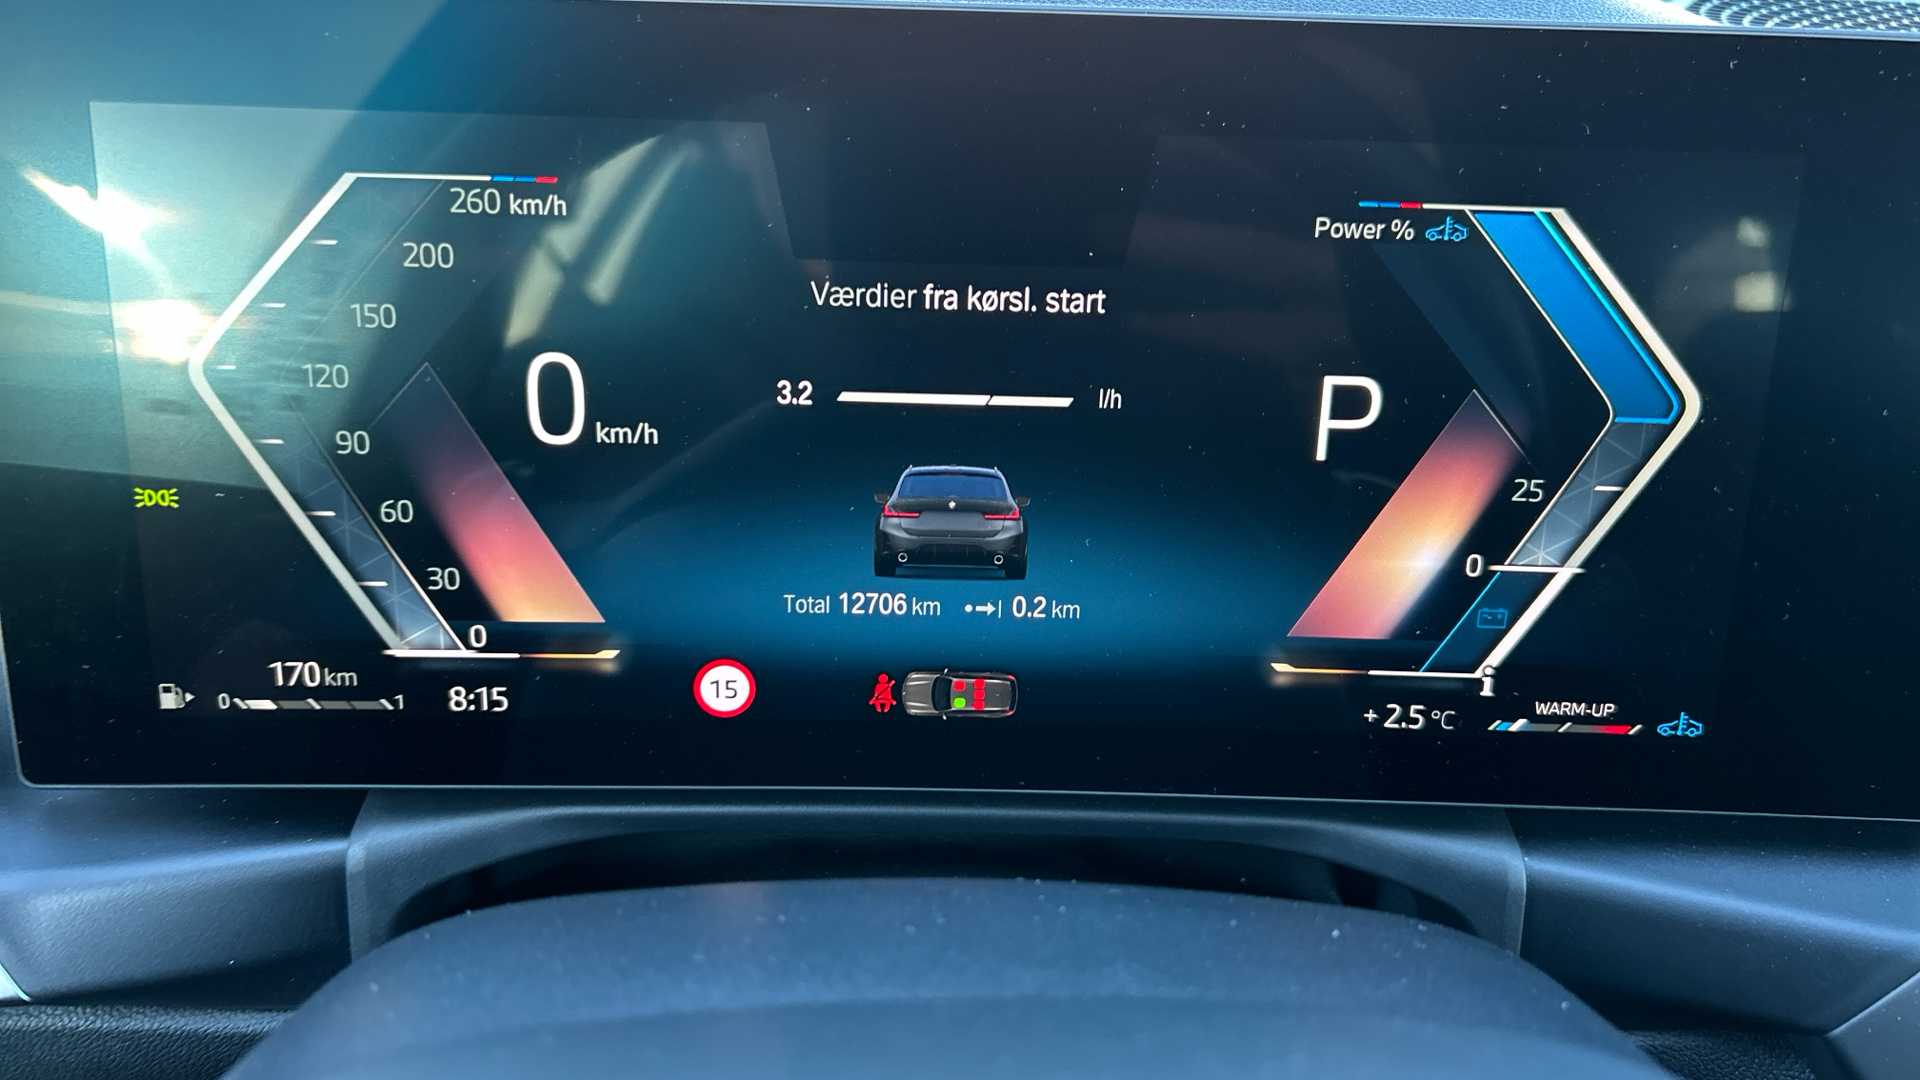 260 km/h
200
150
120
90
60
30
0
0 km/h
170 km
0 1
8:15
Værdier fra kørsl. start
3.2 l/h
Total 12706 km 0.2 km
15
Power %
P
25
0
+ 2.5 °C
WARM-UP